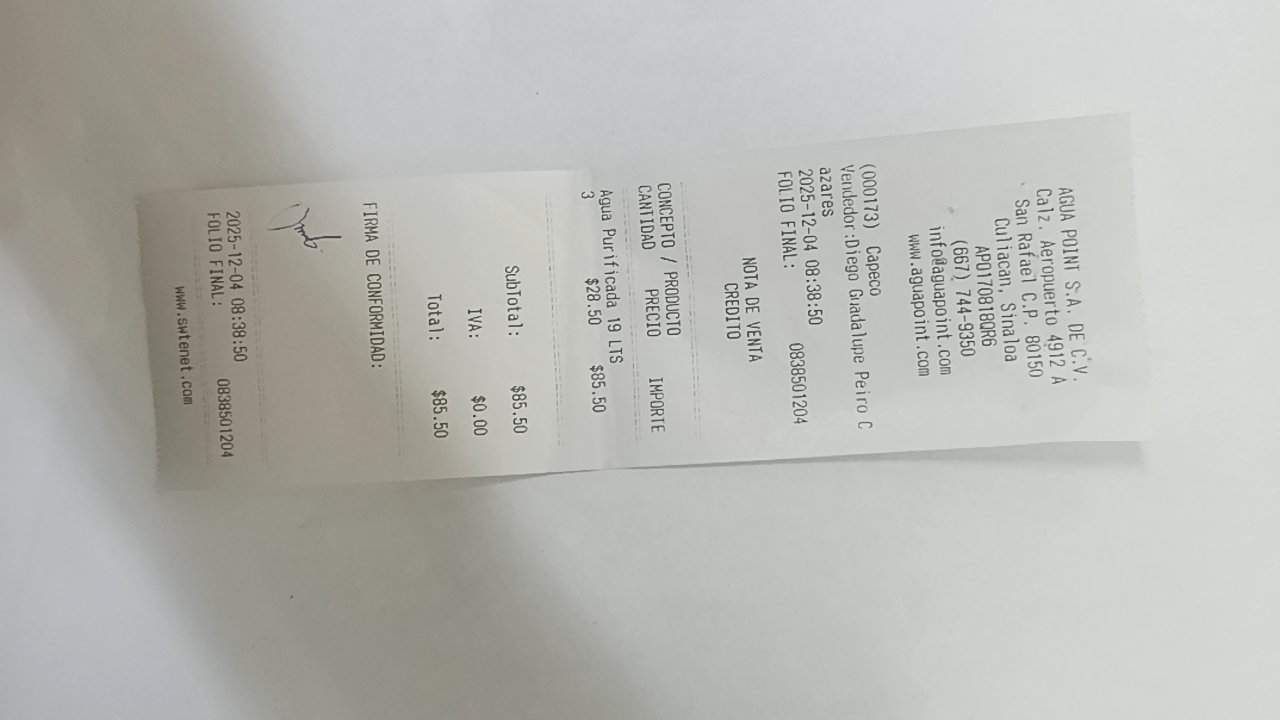 AGUA POINT S.A. DE C.V.
Calz. Aeropuerto 4912 A
San Rafael C.P. 80150
Culiacan, Sinaloa
APO170818QR6
(667) 744-9350
info@aguapoint.com
www.aguapoint.com
(000173) Capeco
Vendedor:Diego Guadalupe Peiro C
azares
2025-12-04 08:38:50 0838501204
FOLIO FINAL:
NOTA DE VENTA
CREDITO
CONCEPTO / PRODUCTO
CANTIDAD PRECIO IMPORTE
Agua Purificada 19 LTS
3 $28.50 $85.50
SubTotal: $85.50
IVA: $0.00
Total: $85.50
FIRMA DE CONFORMIDAD:
2025-12-04 08:38:50 0838501204
FOLIO FINAL:
www.swtenet.com